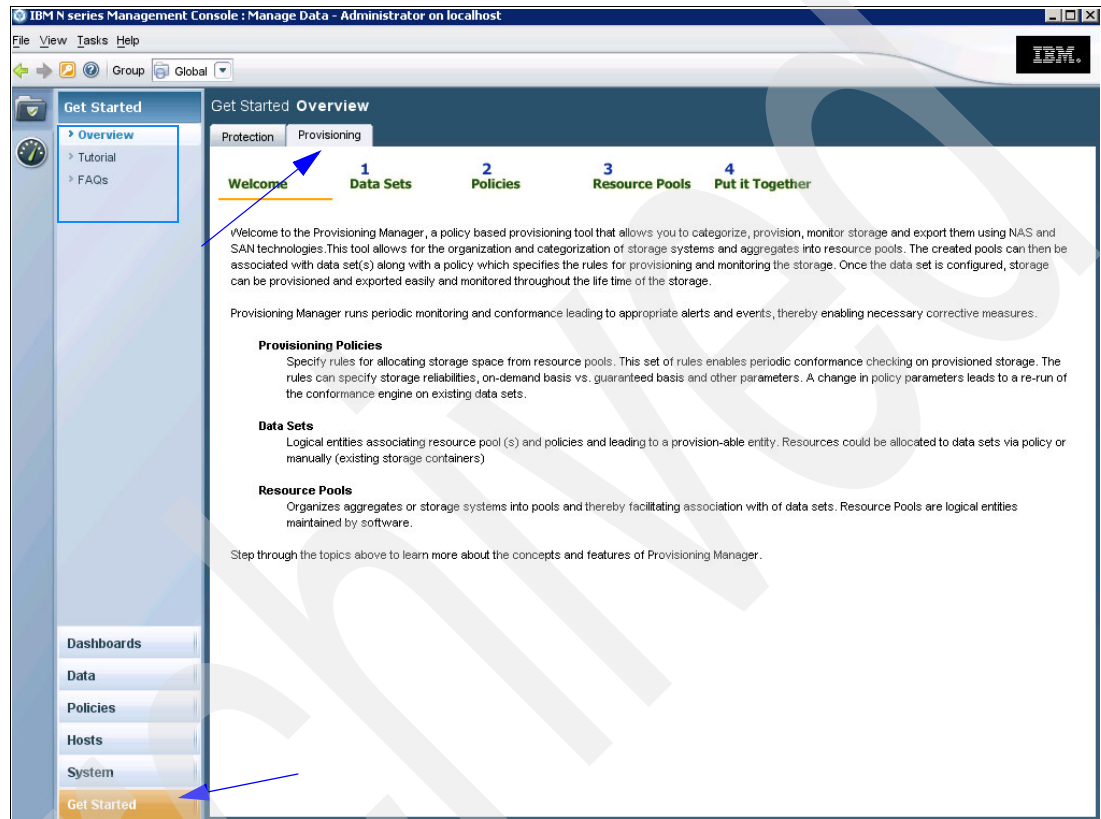 IBM N series Management Console : Manage Data - Administrator on localhost
File View Tasks Help
Group Global
IBM.
Get Started
Overview
Tutorial
FAQs
Get Started Overview
Protection Provisioning
Welcome
1 Data Sets
2 Policies
3 Resource Pools
4 Put it Together
Welcome to the Provisioning Manager, a policy based provisioning tool that allows you to categorize, provision, monitor storage and export them using NAS and
SAN technologies.This tool allows for the organization and categorization of storage systems and aggregates into resource pools. The created pools can then be
associated with data set(s) along with a policy which specifies the rules for provisioning and monitoring the storage. Once the data set is configured, storage
can be provisioned and exported easily and monitored throughout the life time of the storage.
Provisioning Manager runs periodic monitoring and conformance leading to appropriate alerts and events, thereby enabling necessary corrective measures.
Provisioning Policies
Specify rules for allocating storage space from resource pools. This set of rules enables periodic conformance checking on provisioned storage. The
rules can specify storage reliabilities, on-demand basis vs. guaranteed basis and other parameters. A change in policy parameters leads to a re-run of
the conformance engine on existing data sets.
Data Sets
Logical entities associating resource pool (s) and policies and leading to a provision-able entity. Resources could be allocated to data sets via policy or
manually (existing storage containers)
Resource Pools
Organizes aggregates or storage systems into pools and thereby facilitating association with of data sets. Resource Pools are logical entities
maintained by software.
Step through the topics above to learn more about the concepts and features of Provisioning Manager.
Dashboards
Data
Policies
Hosts
System
Get Started